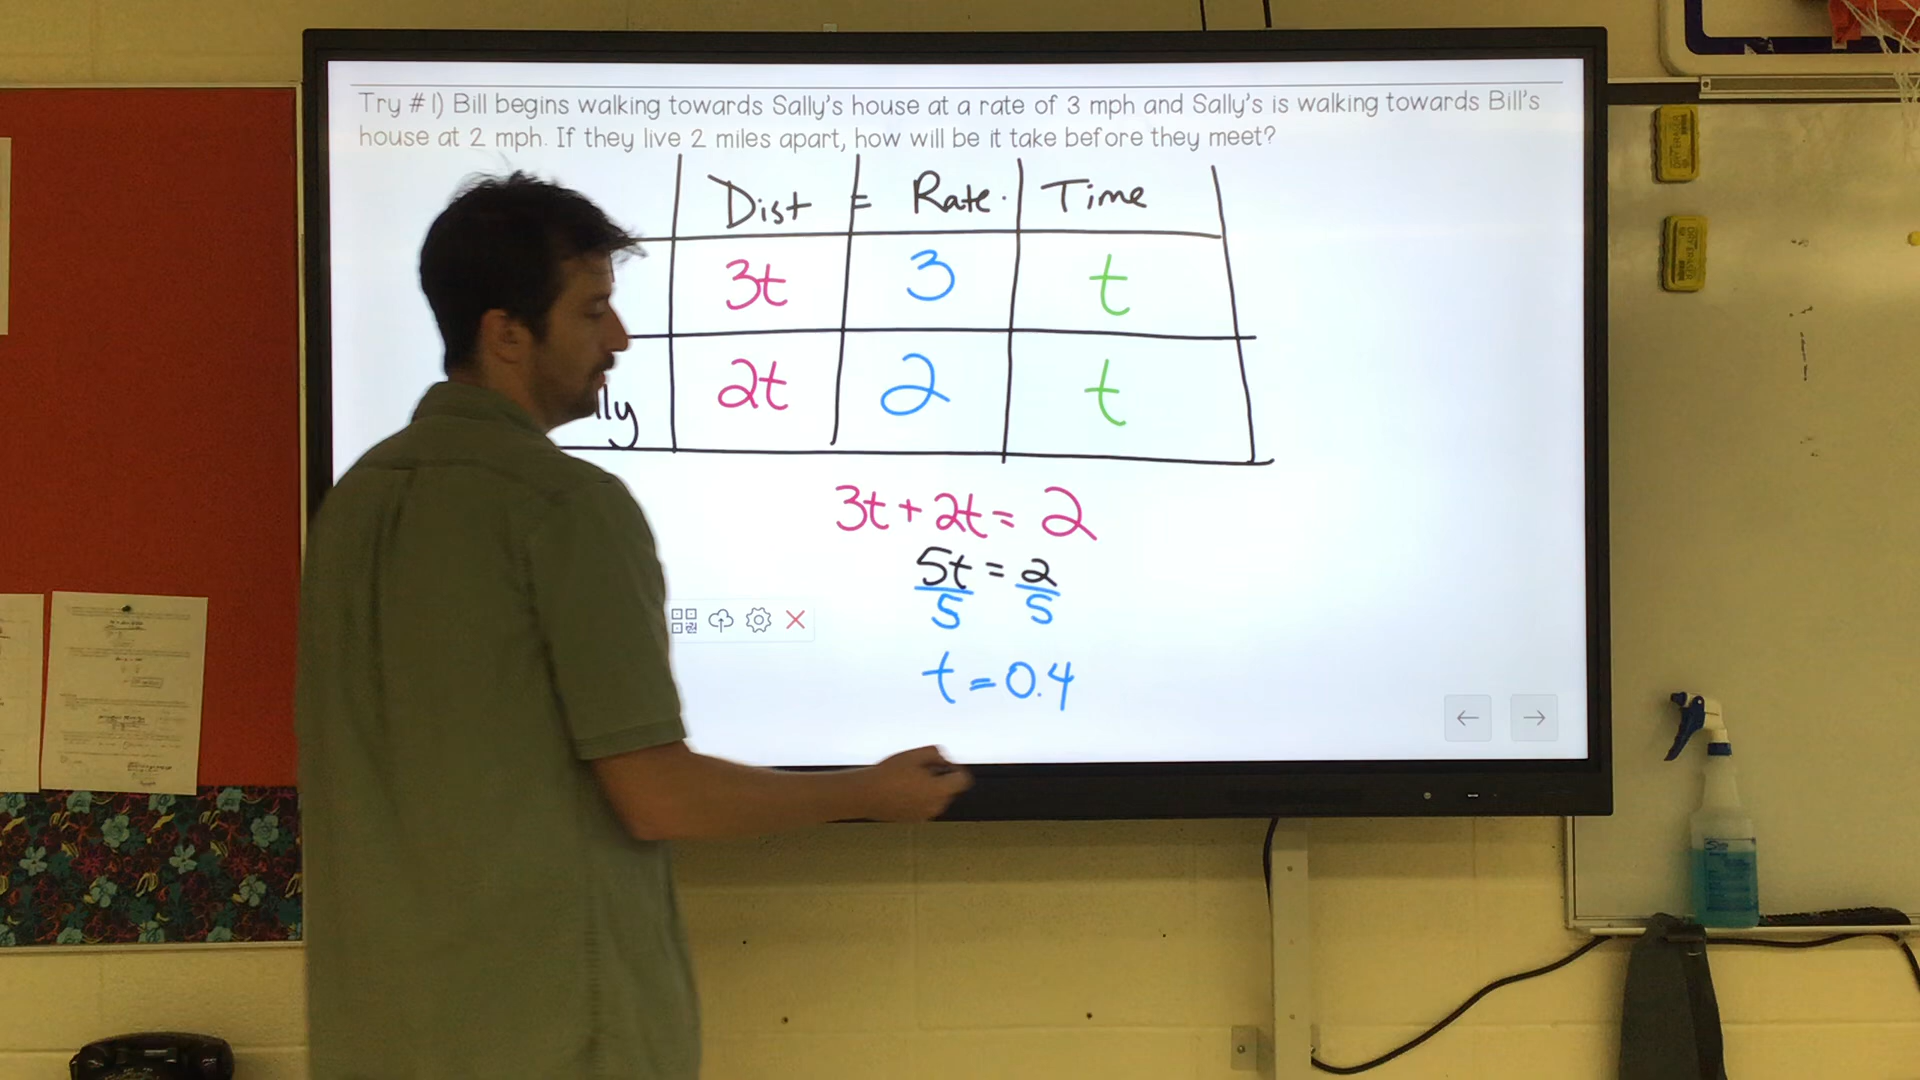 Try #1) Bill begins walking towards Sally's house at a rate of 3 mph and Sally's is walking towards Bill's
house at 2 mph. If they live 2 miles apart, how will be it take before they meet?
Dist = Rate · Time
3t 3 t
lly 2t 2 t
3t + 2t = 2
5t = 2
5 5
t = 0.4